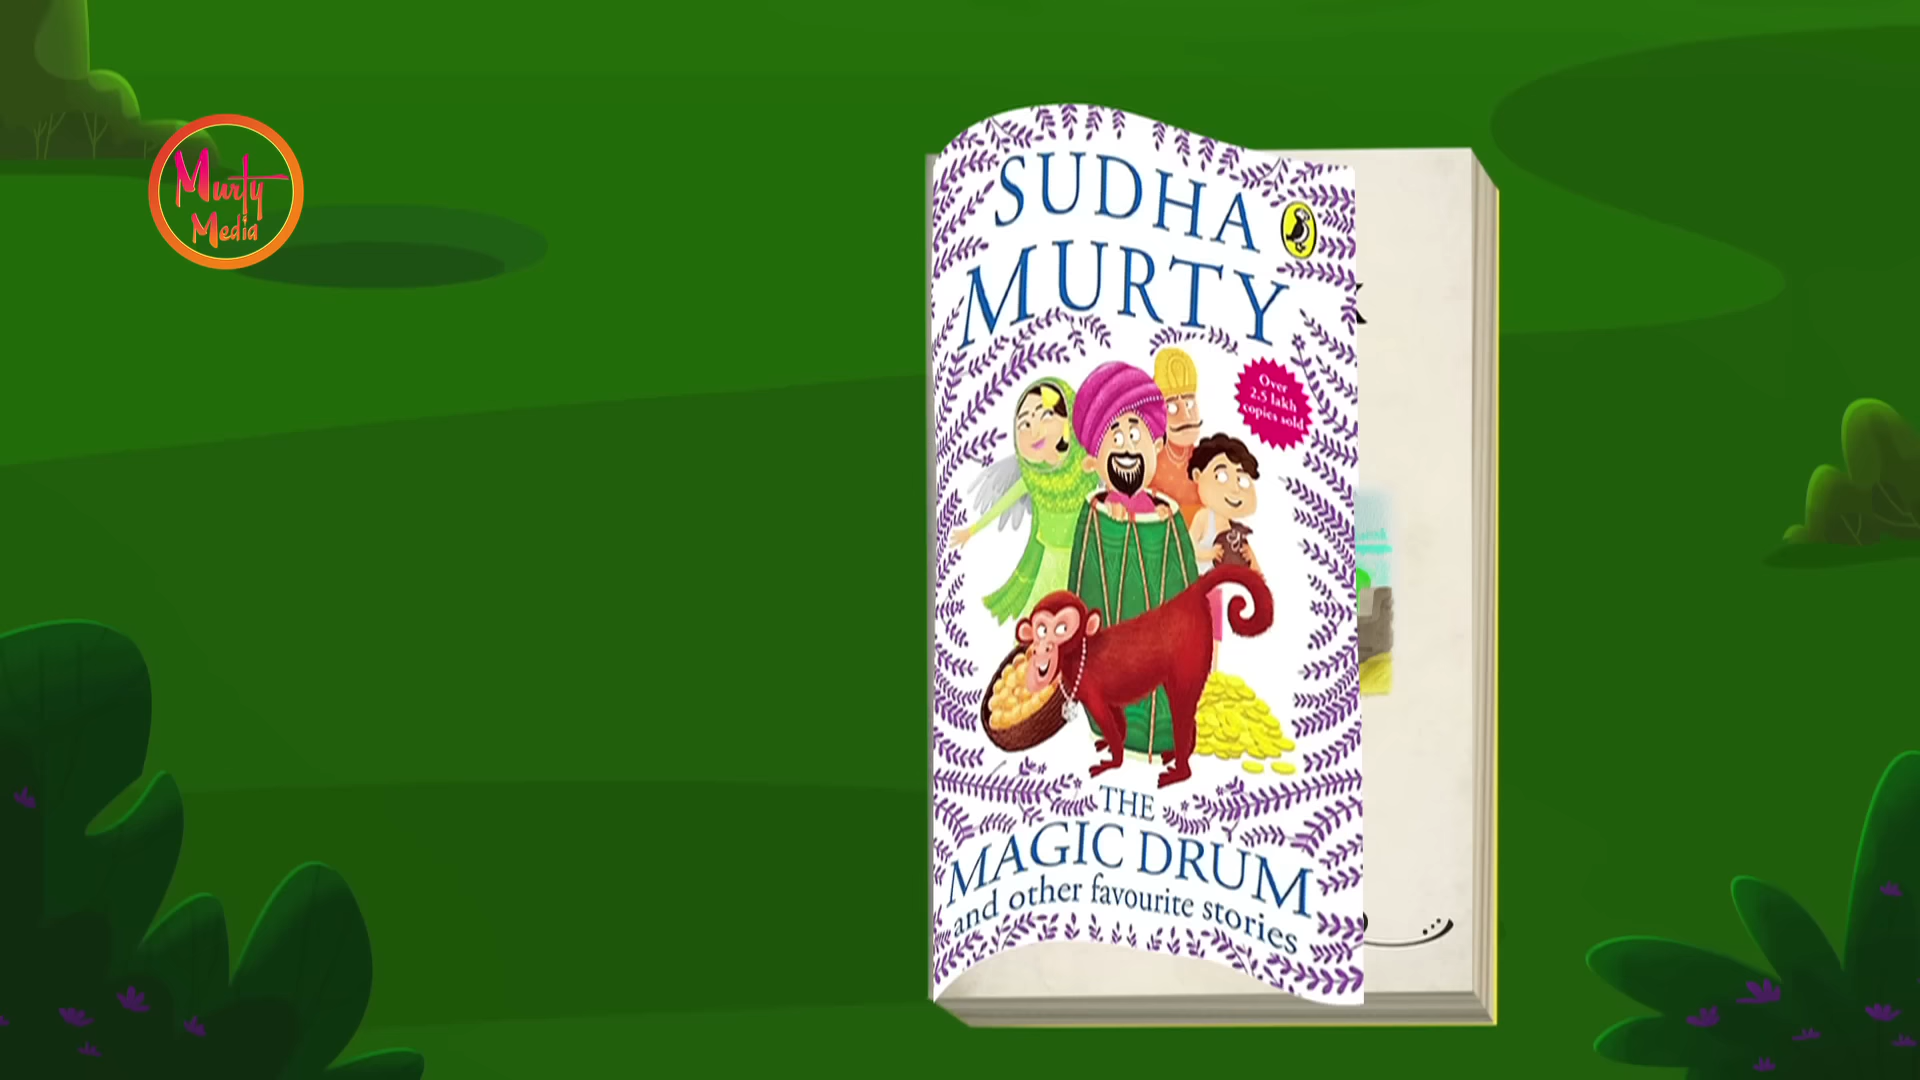 Murty
Media
SUDHA
MURTY
Over
2.5 lakh
copies sold
THE
MAGIC DRUM
and other favourite stories